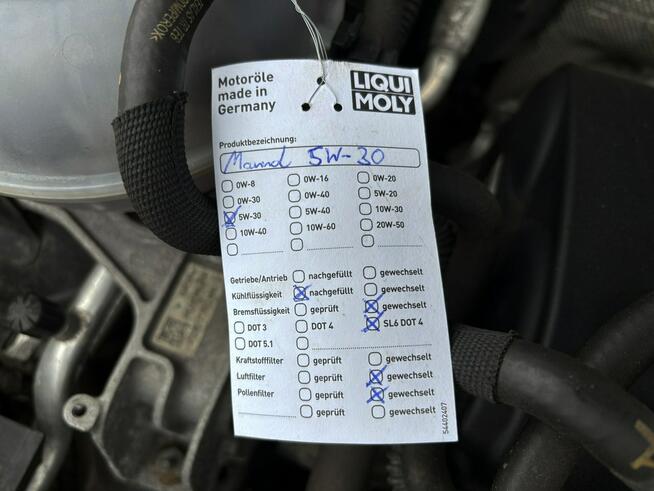 Motoröle
made in
Germany
LIQUI
MOLY
Produktbezeichnung:
5W-30
0W-8 0W-16 0W-20
0W-30 0W-40 5W-20
5W-30 5W-40 10W-30
10W-40 10W-60 20W-50
Getriebe/Antrieb nachgefüllt gewechselt
Kühlflüssigkeit nachgefüllt gewechselt
Bremsflüssigkeit geprüft gewechselt
DOT 3 DOT 4 SL6 DOT 4
DOT 5.1
Kraftstofffilter geprüft gewechselt
Luftfilter geprüft gewechselt
Pollenfilter geprüft gewechselt
geprüft gewechselt
54402407